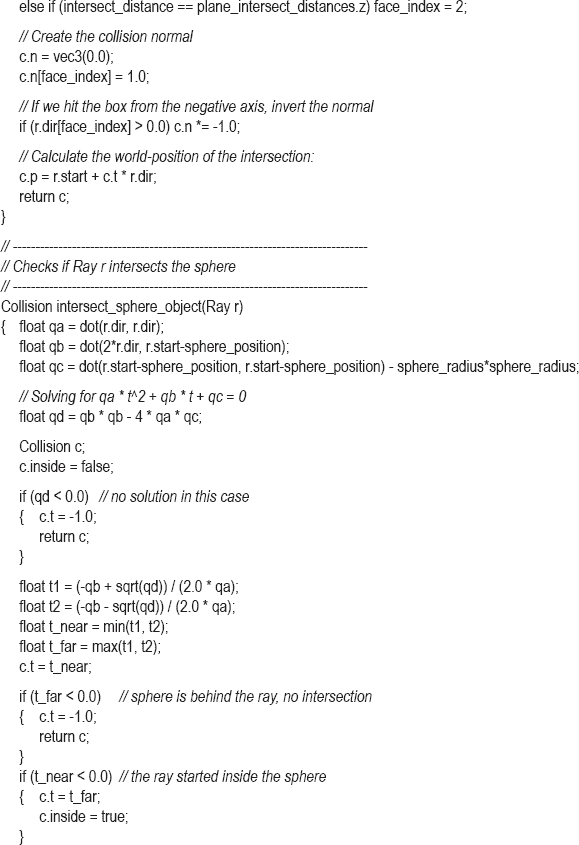 else if (intersect_distance == plane_intersect_distances.z) face_index = 2;
// Create the collision normal
c.n = vec3(0.0);
c.n[face_index] = 1.0;
// If we hit the box from the negative axis, invert the normal
if (r.dir[face_index] > 0.0) c.n *= -1.0;
// Calculate the world-position of the intersection:
c.p = r.start + c.t * r.dir;
return c;
}
// -------------------------------------------------------------------------------
// Checks if Ray r intersects the sphere
// -------------------------------------------------------------------------------
Collision intersect_sphere_object(Ray r)
{ float qa = dot(r.dir, r.dir);
float qb = dot(2*r.dir, r.start-sphere_position);
float qc = dot(r.start-sphere_position, r.start-sphere_position) - sphere_radius*sphere_radius;
// Solving for qa * t^2 + qb * t + qc = 0
float qd = qb * qb - 4 * qa * qc;
Collision c;
c.inside = false;
if (qd < 0.0) // no solution in this case
{ c.t = -1.0;
return c;
}
float t1 = (-qb + sqrt(qd)) / (2.0 * qa);
float t2 = (-qb - sqrt(qd)) / (2.0 * qa);
float t_near = min(t1, t2);
float t_far = max(t1, t2);
c.t = t_near;
if (t_far < 0.0) // sphere is behind the ray, no intersection
{ c.t = -1.0;
return c;
}
if (t_near < 0.0) // the ray started inside the sphere
{ c.t = t_far;
c.inside = true;
}